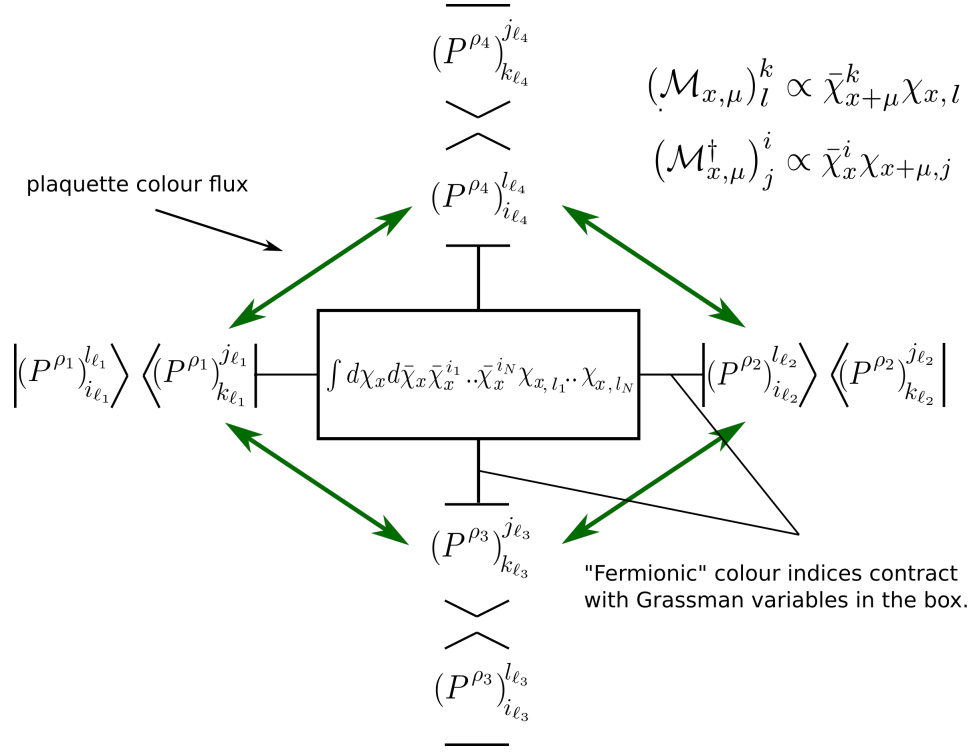 (P^{ρ_4})^{j_{ℓ_4}}_{k_{ℓ_4}}
(M_{x,μ})^k_l ∝ χ̄^k_{x+μ} χ_{x,l}
(M^†_{x,μ})^i_j ∝ χ̄^i_x χ_{x+μ,j}
plaquette colour flux
(P^{ρ_4})^{l_{ℓ_4}}_{i_{ℓ_4}}
|(P^{ρ_1})^{l_{ℓ_1}}_{i_{ℓ_1}}⟩ ⟨(P^{ρ_1})^{j_{ℓ_1}}_{k_{ℓ_1}}|
∫ dχ_x dχ̄_x χ̄_x^{i_1} .. χ̄_x^{i_N} χ_{x,l_1} .. χ_{x,l_N}
|(P^{ρ_2})^{l_{ℓ_2}}_{i_{ℓ_2}}⟩ ⟨(P^{ρ_2})^{j_{ℓ_2}}_{k_{ℓ_2}}|
(P^{ρ_3})^{j_{ℓ_3}}_{k_{ℓ_3}}
"Fermionic" colour indices contract
with Grassman variables in the box.
(P^{ρ_3})^{l_{ℓ_3}}_{i_{ℓ_3}}